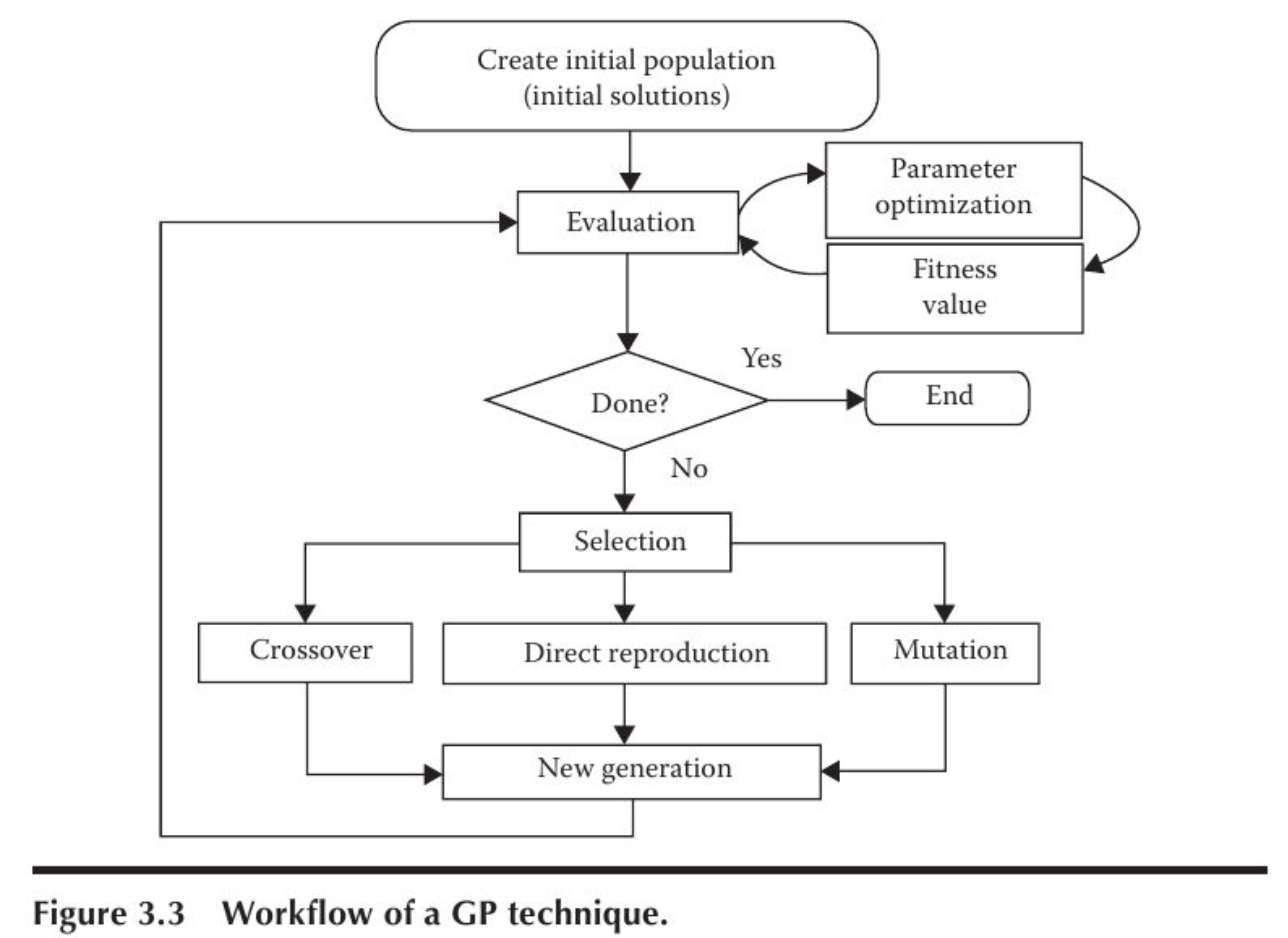 Create initial population
(initial solutions)
Parameter
optimization
Evaluation
Fitness
value
Yes
Done?
End
No
Selection
Crossover
Direct reproduction
Mutation
New generation
Figure 3.3 Workflow of a GP technique.